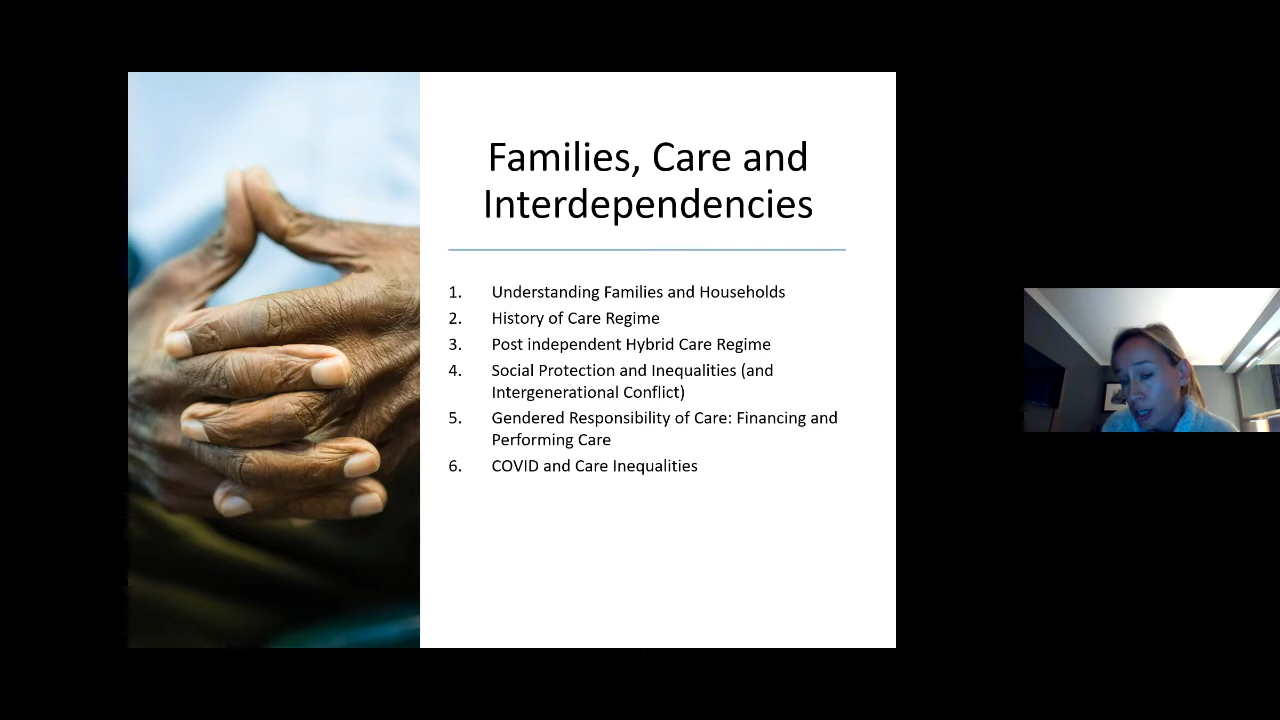 Families, Care and
Interdependencies
1. Understanding Families and Households
2. History of Care Regime
3. Post independent Hybrid Care Regime
4. Social Protection and Inequalities (and
Intergenerational Conflict)
5. Gendered Responsibility of Care: Financing and
Performing Care
6. COVID and Care Inequalities